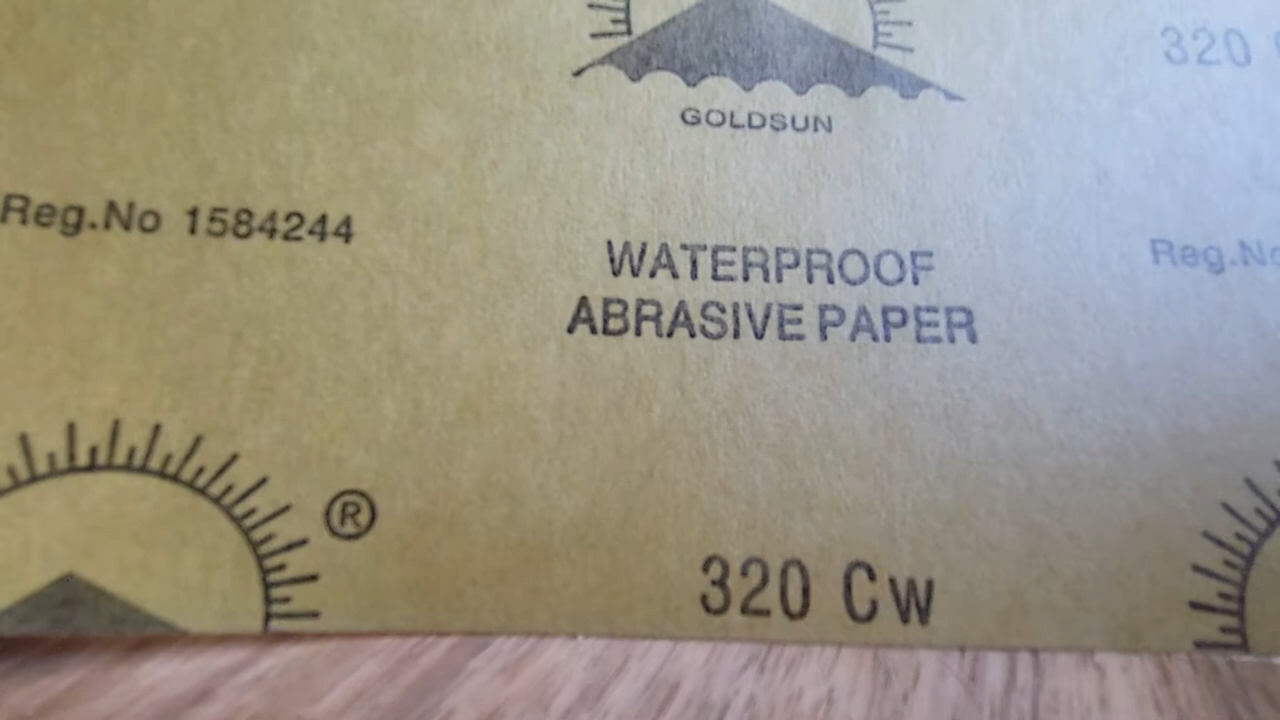 320
GOLDSUN
Reg.No 1584244
WATERPROOF
ABRASIVE PAPER
Reg.No
®
320 Cw